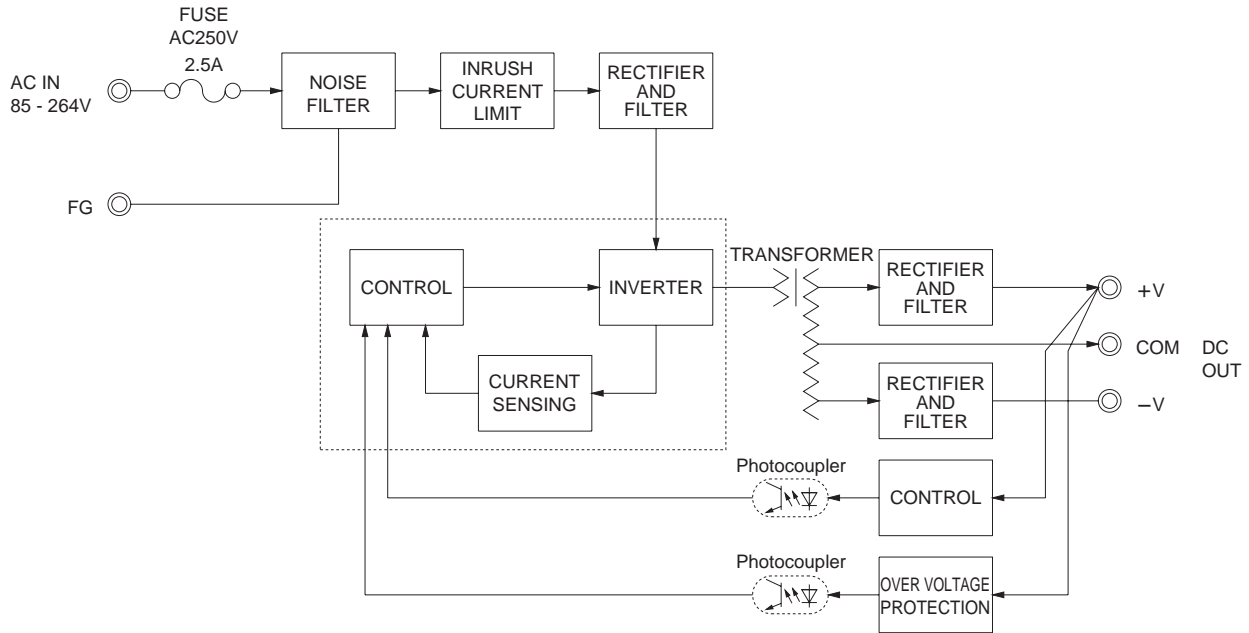 FUSE
AC250V
2.5A
AC IN
85 - 264V
NOISE
FILTER
INRUSH
CURRENT
LIMIT
RECTIFIER
AND
FILTER
FG
CONTROL
INVERTER
CURRENT
SENSING
TRANSFORMER
RECTIFIER
AND
FILTER
+V
COM
DC
OUT
RECTIFIER
AND
FILTER
−V
Photocoupler
CONTROL
Photocoupler
OVER VOLTAGE
PROTECTION